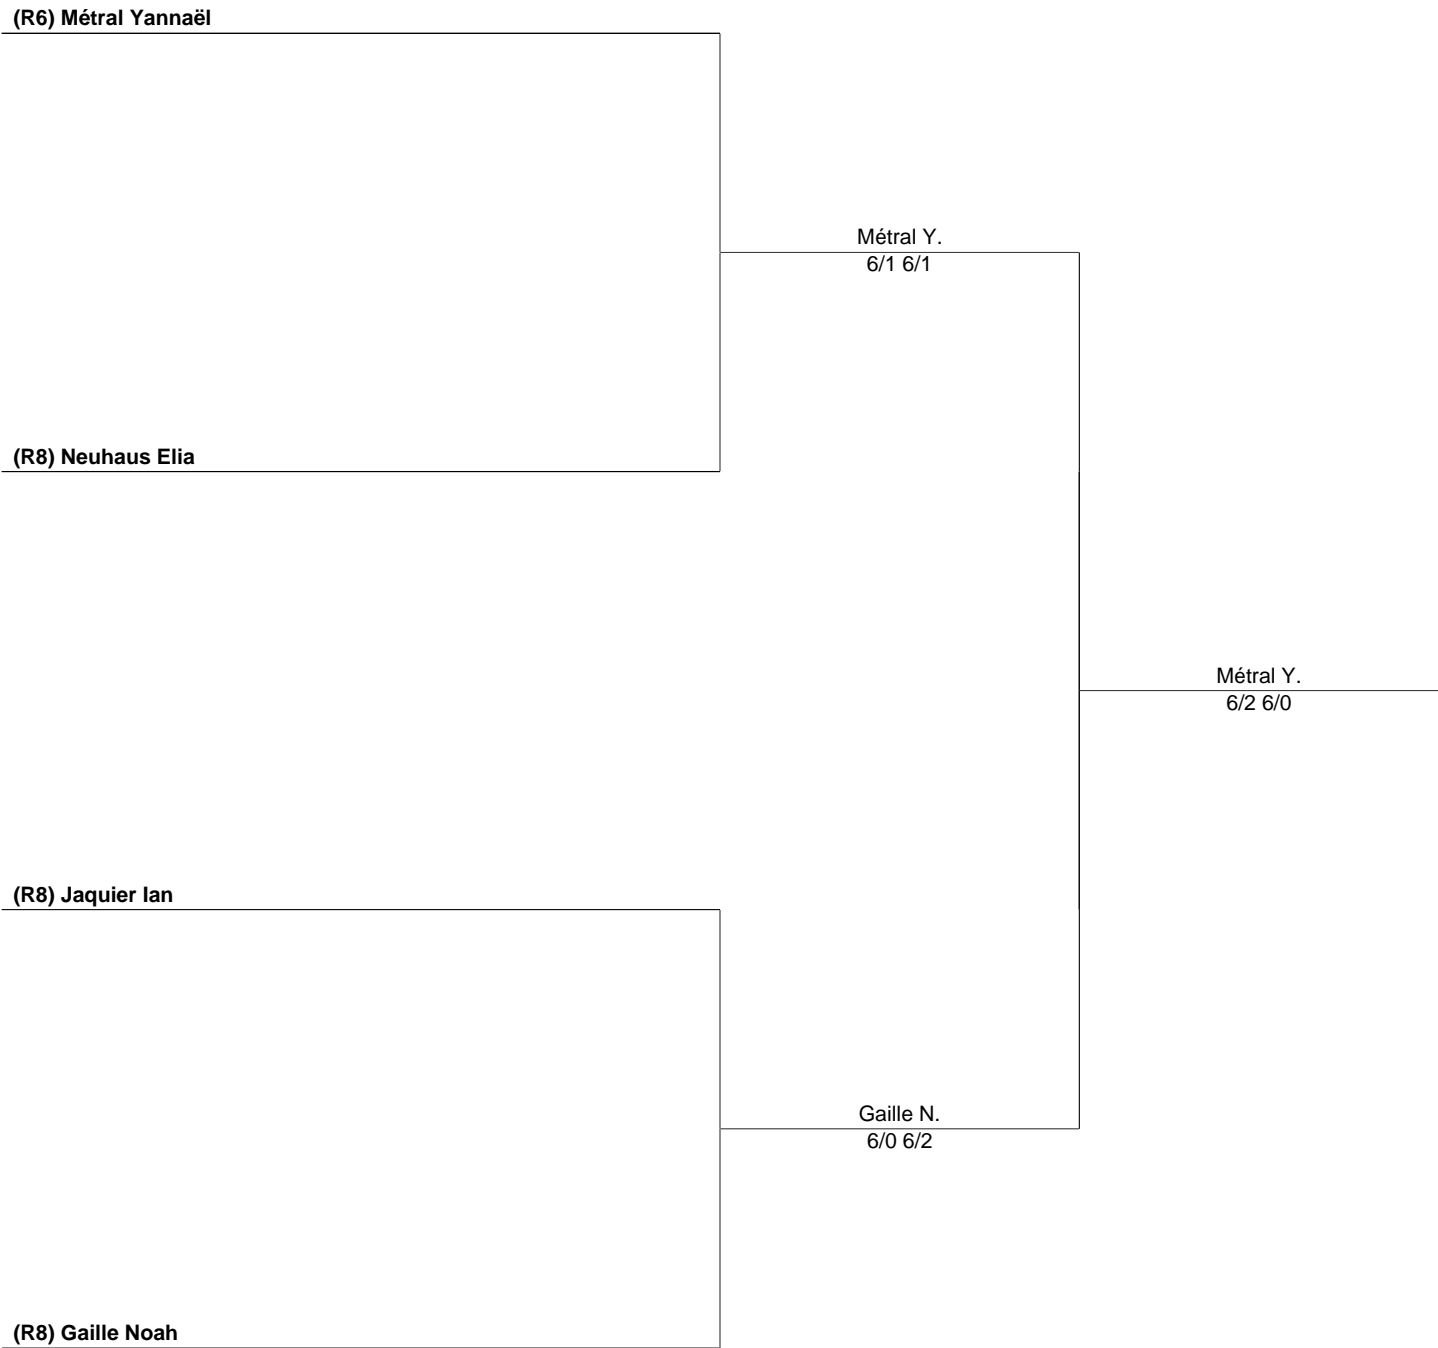 (R6) Métral Yannaël
Métral Y.
6/1 6/1
(R8) Neuhaus Elia
Métral Y.
6/2 6/0
(R8) Jaquier Ian
Gaille N.
6/0 6/2
(R8) Gaille Noah